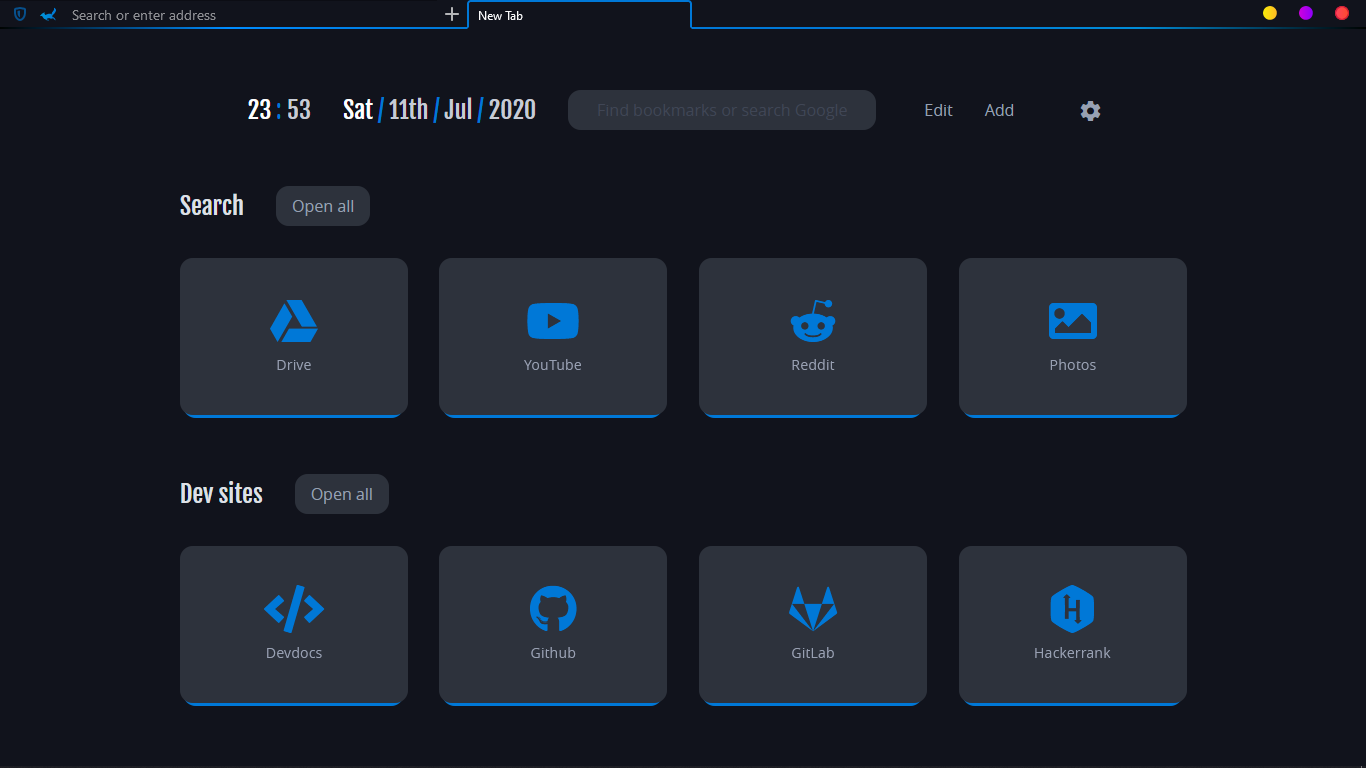 Search or enter address
New Tab
23 : 53 Sat / 11th / Jul / 2020
Find bookmarks or search Google
Edit Add
Search Open all
Drive YouTube Reddit Photos
Dev sites Open all
H
Devdocs Github GitLab Hackerrank